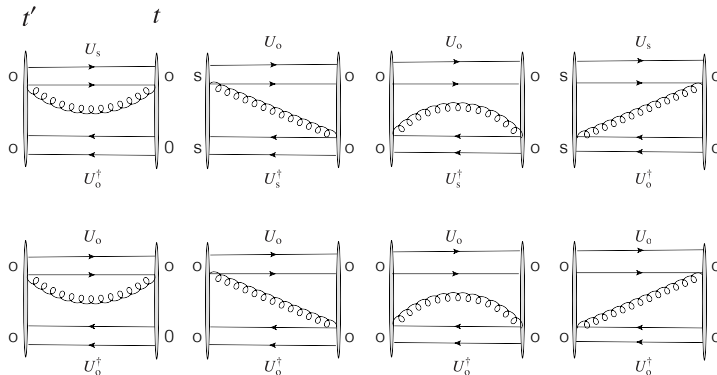 t′ t
U_s U_o U_o U_s
o o s o o o s o
o 0 s o o o s o
U_o^† U_s^† U_s^† U_o^†
U_o U_o U_o U_o
o o o o o o o o
o 0 o o o o o o
U_o^† U_o^† U_o^† U_o^†